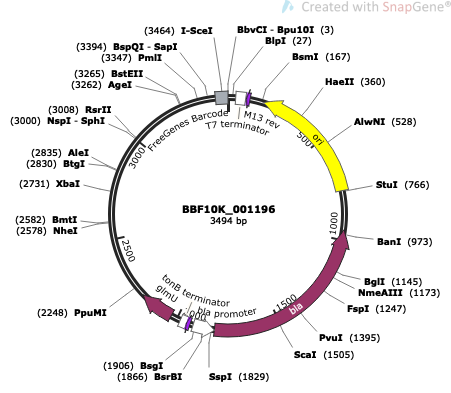 Created with SnapGene®
(3464) I-SceI
BbvCI - Bpu10I (3)
(3394) BspQI - SapI
BlpI (27)
(3347) PmlI
BsmI (167)
(3265) BstEII
(3262) AgeI
HaeII (360)
(3008) RsrII
(3000) NspI - SphI
AlwNI (528)
(2835) AleI
(2830) BtgI
(2731) XbaI
StuI (766)
(2582) BmtI
(2578) NheI
BanI (973)
BglI (1145)
NmeAIII (1173)
FspI (1247)
(2248) PpuMI
PvuI (1395)
ScaI (1505)
(1906) BsgI
(1866) BsrBI
SspI (1829)
FreeGenes Barcode
T7 terminator
M13 rev
ori
500
1000
1500
2500
3000
BBF10K_001196
3494 bp
tonB terminator
glmU
bla promoter
bla